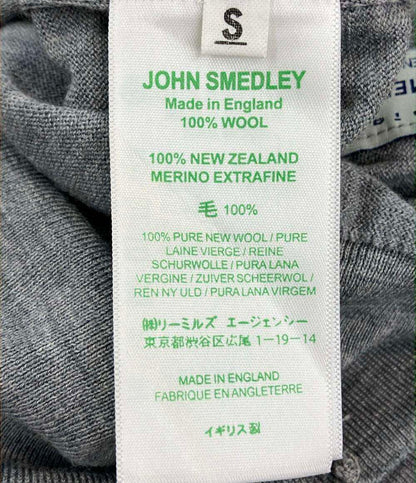 S
JOHN SMEDLEY
Made in England
100% WOOL
100% NEW ZEALAND
MERINO EXTRAFINE
毛 100%
100% PURE NEW WOOL / PURE
LAINE VIERGE / REINE
SCHURWOLLE / PURA LANA
VERGINE / ZUIVER SCHEERWOL /
REN NY ULD / PURA LANA VIRGEM
㈱リーミルズ エージェンシー
東京都渋谷区広尾 1-19-14
MADE IN ENGLAND
FABRIQUE EN ANGLETERRE
イギリス製